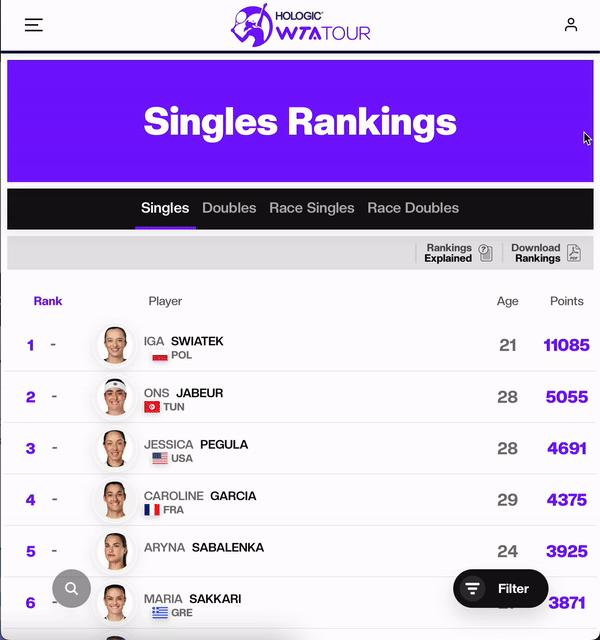 HOLOGIC
WTA TOUR
Singles Rankings
Singles Doubles Race Singles Race Doubles
Rankings Explained
Download Rankings
Rank Player Age Points
1 - IGA SWIATEK 21 11085
POL
2 - ONS JABEUR 28 5055
TUN
3 - JESSICA PEGULA 28 4691
USA
4 - CAROLINE GARCIA 29 4375
FRA
5 - ARYNA SABALENKA 24 3925
6 - MARIA SAKKARI 3871
GRE
Filter